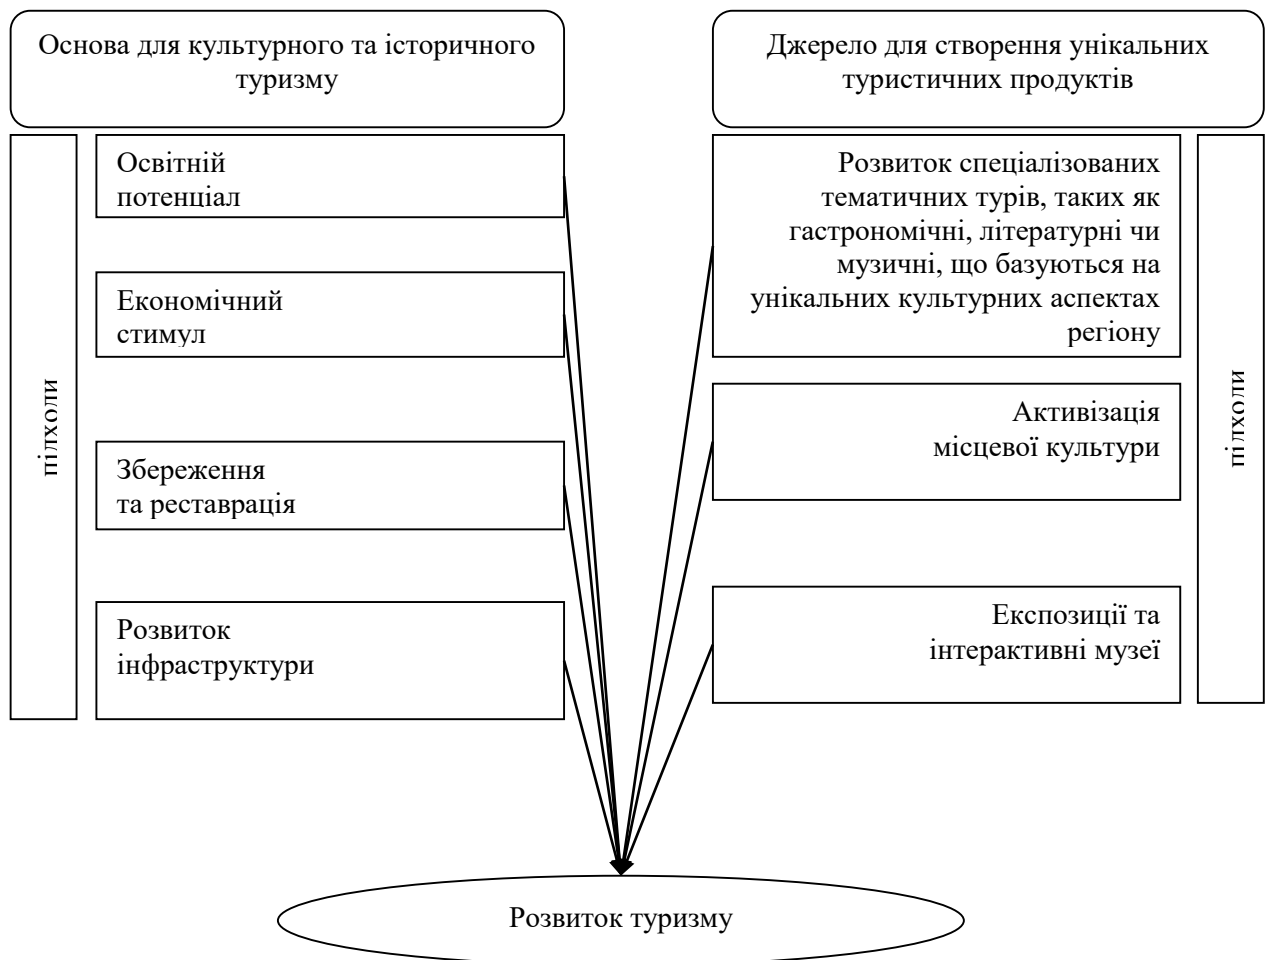 Основа для культурного та історичного
туризму
Джерело для створення унікальних
туристичних продуктів
підходи
Освітній
потенціал
Економічний
стимул
Збереження
та реставрація
Розвиток
інфраструктури
Розвиток спеціалізованих
тематичних турів, таких як
гастрономічні, літературні чи
музичні, що базуються на
унікальних культурних аспектах
регіону
Активізація
місцевої культури
Експозиції та
інтерактивні музеї
підходи
Розвиток туризму